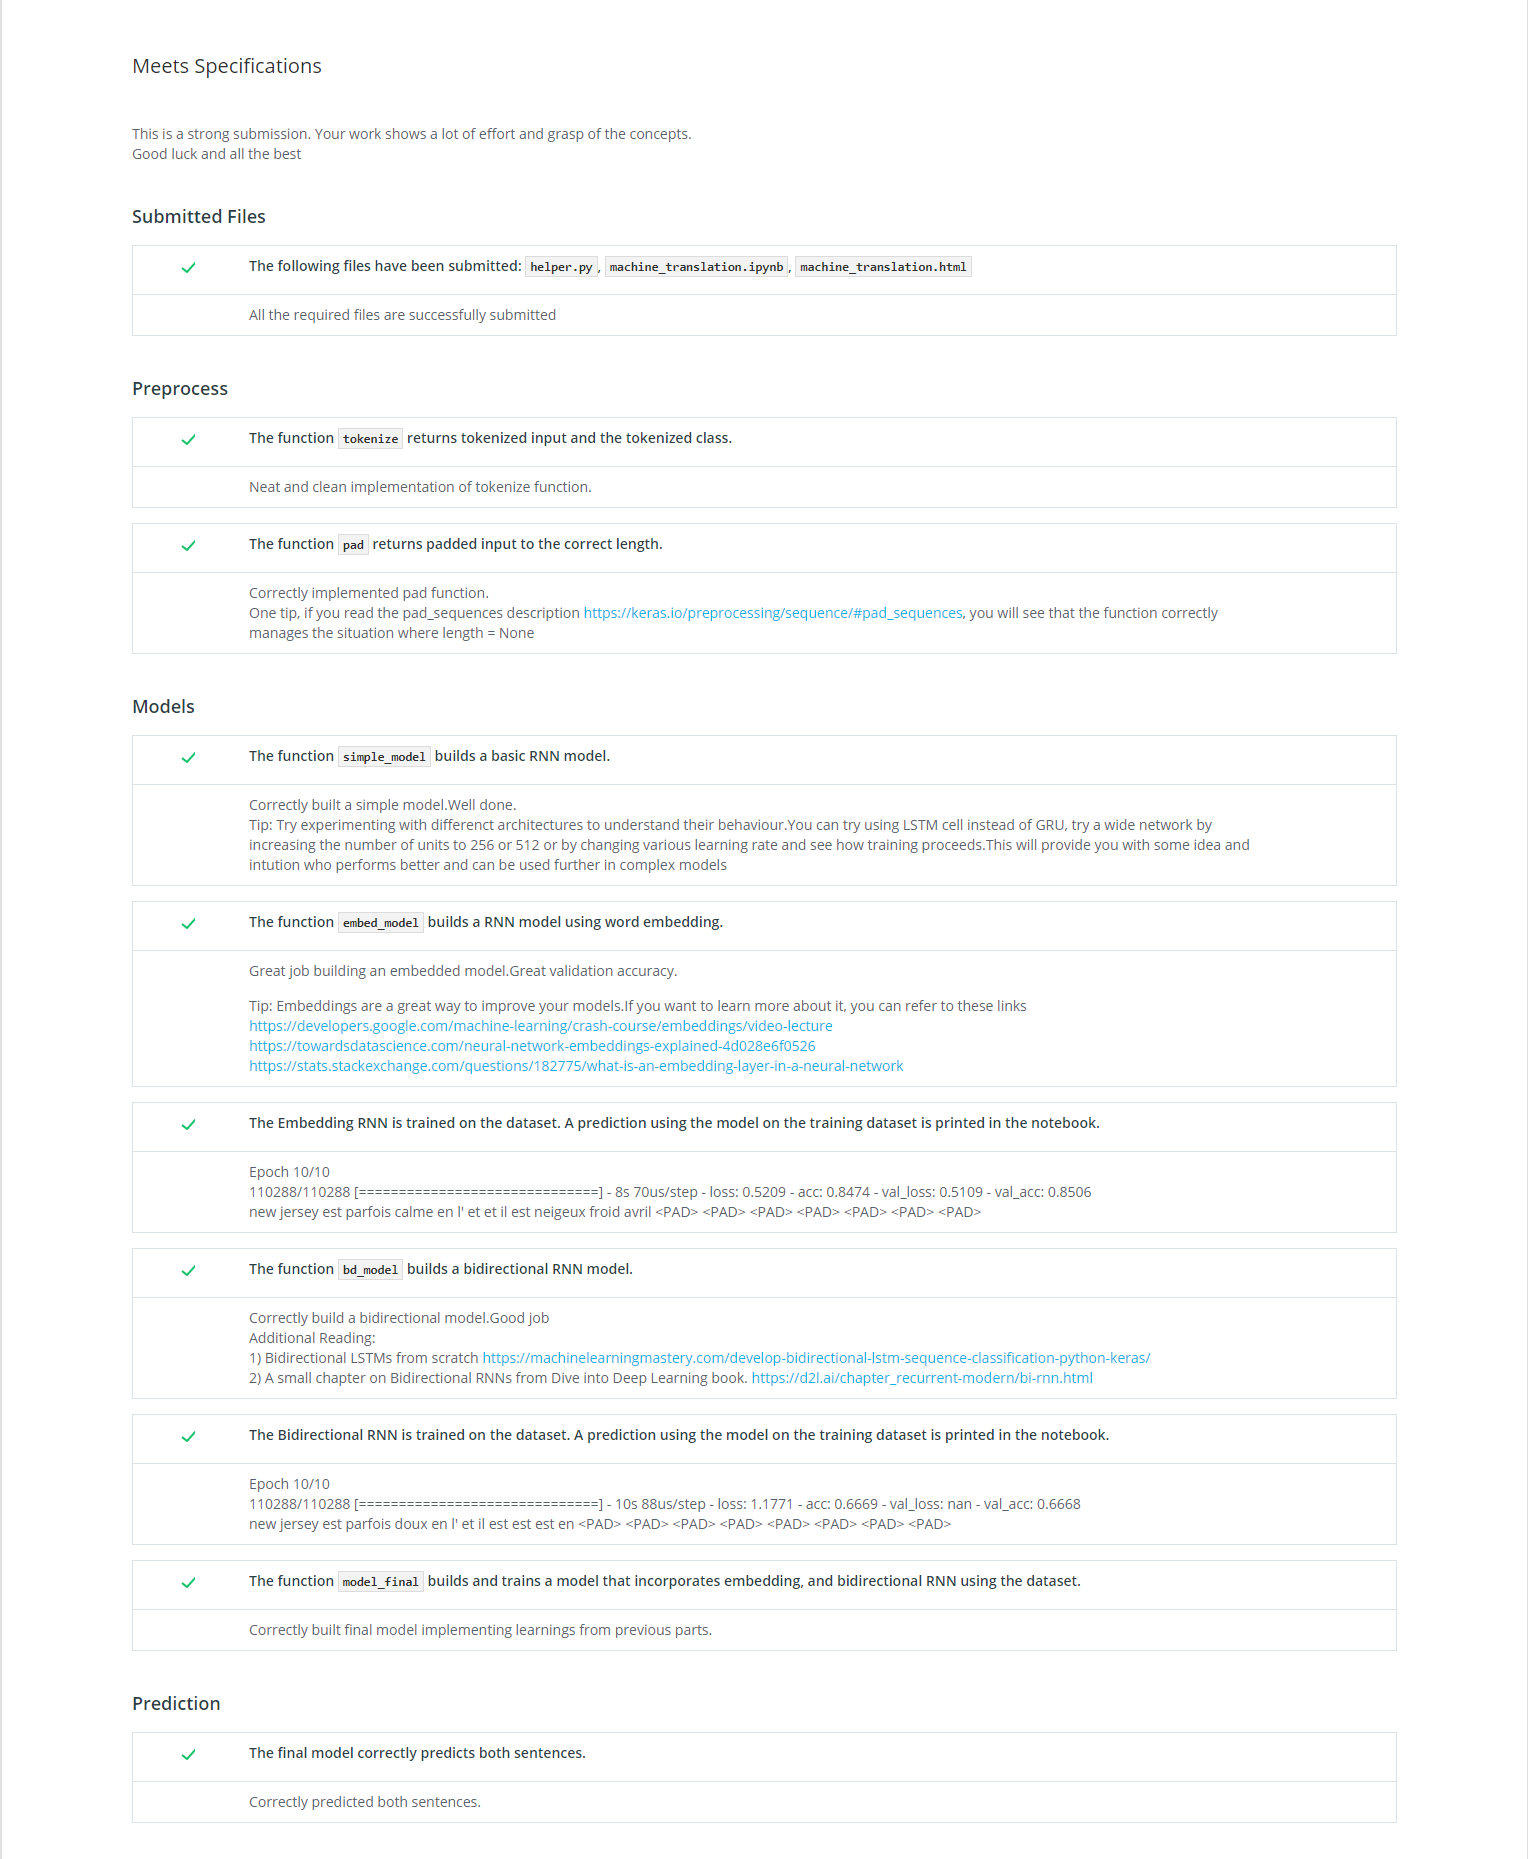 Meets Specifications
This is a strong submission. Your work shows a lot of effort and grasp of the concepts.
Good luck and all the best
Submitted Files
The following files have been submitted: helper.py, machine_translation.ipynb, machine_translation.html
All the required files are successfully submitted
Preprocess
The function tokenize returns tokenized input and the tokenized class.
Neat and clean implementation of tokenize function.
The function pad returns padded input to the correct length.
Correctly implemented pad function.
One tip, if you read the pad_sequences description https://keras.io/preprocessing/sequence/#pad_sequences, you will see that the function correctly
manages the situation where length = None
Models
The function simple_model builds a basic RNN model.
Correctly built a simple model.Well done.
Tip: Try experimenting with differenct architectures to understand their behaviour.You can try using LSTM cell instead of GRU, try a wide network by
increasing the number of units to 256 or 512 or by changing various learning rate and see how training proceeds.This will provide you with some idea and
intution who performs better and can be used further in complex models
The function embed_model builds a RNN model using word embedding.
Great job building an embedded model.Great validation accuracy.
Tip: Embeddings are a great way to improve your models.If you want to learn more about it, you can refer to these links
https://developers.google.com/machine-learning/crash-course/embeddings/video-lecture
https://towardsdatascience.com/neural-network-embeddings-explained-4d028e6f0526
https://stats.stackexchange.com/questions/182775/what-is-an-embedding-layer-in-a-neural-network
The Embedding RNN is trained on the dataset. A prediction using the model on the training dataset is printed in the notebook.
Epoch 10/10
110288/110288 [==============================] - 8s 70us/step - loss: 0.5209 - acc: 0.8474 - val_loss: 0.5109 - val_acc: 0.8506
new jersey est parfois calme en l' et et il est neigeux froid avril <PAD> <PAD> <PAD> <PAD> <PAD> <PAD> <PAD>
The function bd_model builds a bidirectional RNN model.
Correctly build a bidirectional model.Good job
Additional Reading:
1) Bidirectional LSTMs from scratch https://machinelearningmastery.com/develop-bidirectional-lstm-sequence-classification-python-keras/
2) A small chapter on Bidirectional RNNs from Dive into Deep Learning book. https://d2l.ai/chapter_recurrent-modern/bi-rnn.html
The Bidirectional RNN is trained on the dataset. A prediction using the model on the training dataset is printed in the notebook.
Epoch 10/10
110288/110288 [==============================] - 10s 88us/step - loss: 1.1771 - acc: 0.6669 - val_loss: nan - val_acc: 0.6668
new jersey est parfois doux en l' et il est est est en <PAD> <PAD> <PAD> <PAD> <PAD> <PAD> <PAD> <PAD>
The function model_final builds and trains a model that incorporates embedding, and bidirectional RNN using the dataset.
Correctly built final model implementing learnings from previous parts.
Prediction
The final model correctly predicts both sentences.
Correctly predicted both sentences.